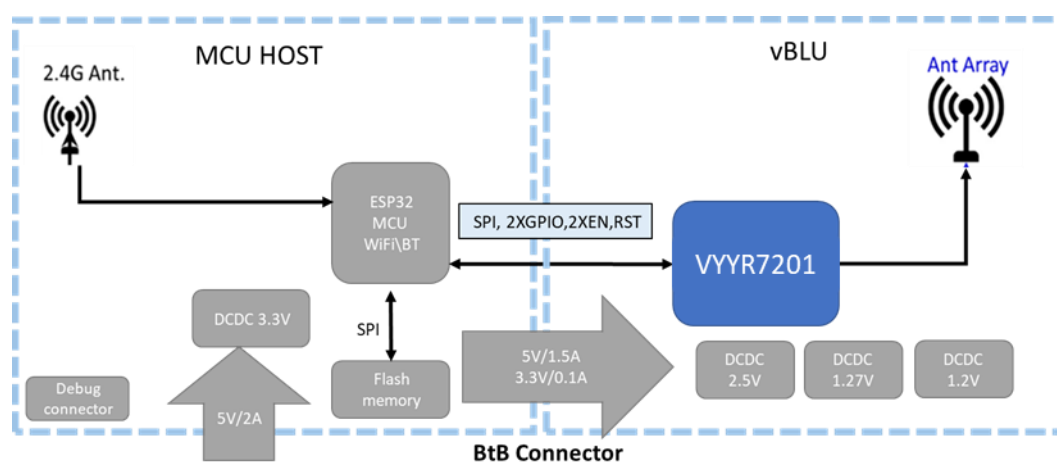 MCU HOST
vBLU
2.4G Ant.
Ant Array
ESP32
MCU
WiFi\BT
SPI, 2XGPIO,2XEN,RST
VYYR7201
DCDC 3.3V
SPI
5V/1.5A
3.3V/0.1A
DCDC
2.5V
DCDC
1.27V
DCDC
1.2V
Debug
connector
5V/2A
Flash
memory
BtB Connector